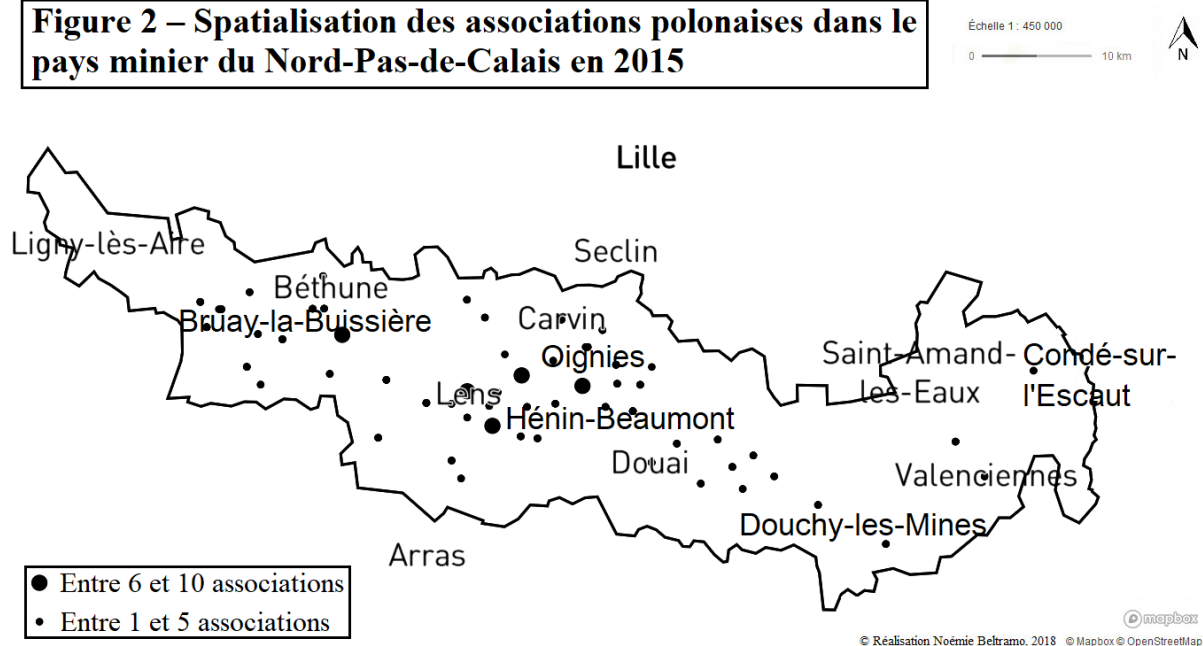 Figure 2 – Spatialisation des associations polonaises dans le
pays minier du Nord-Pas-de-Calais en 2015
Échelle 1 : 450 000
0 10 km
N
Lille
Ligny-lès-Aire
Seclin
Béthune
Bruay-la-Buissière
Carvin
Oignies
Saint-Amand-
les-Eaux
Condé-sur-
l'Escaut
Lens
Hénin-Beaumont
Douai
Valenciennes
Douchy-les-Mines
Arras
Entre 6 et 10 associations
Entre 1 et 5 associations
mapbox
© Réalisation Noémie Beltramo, 2018 © Mapbox © OpenStreetMap